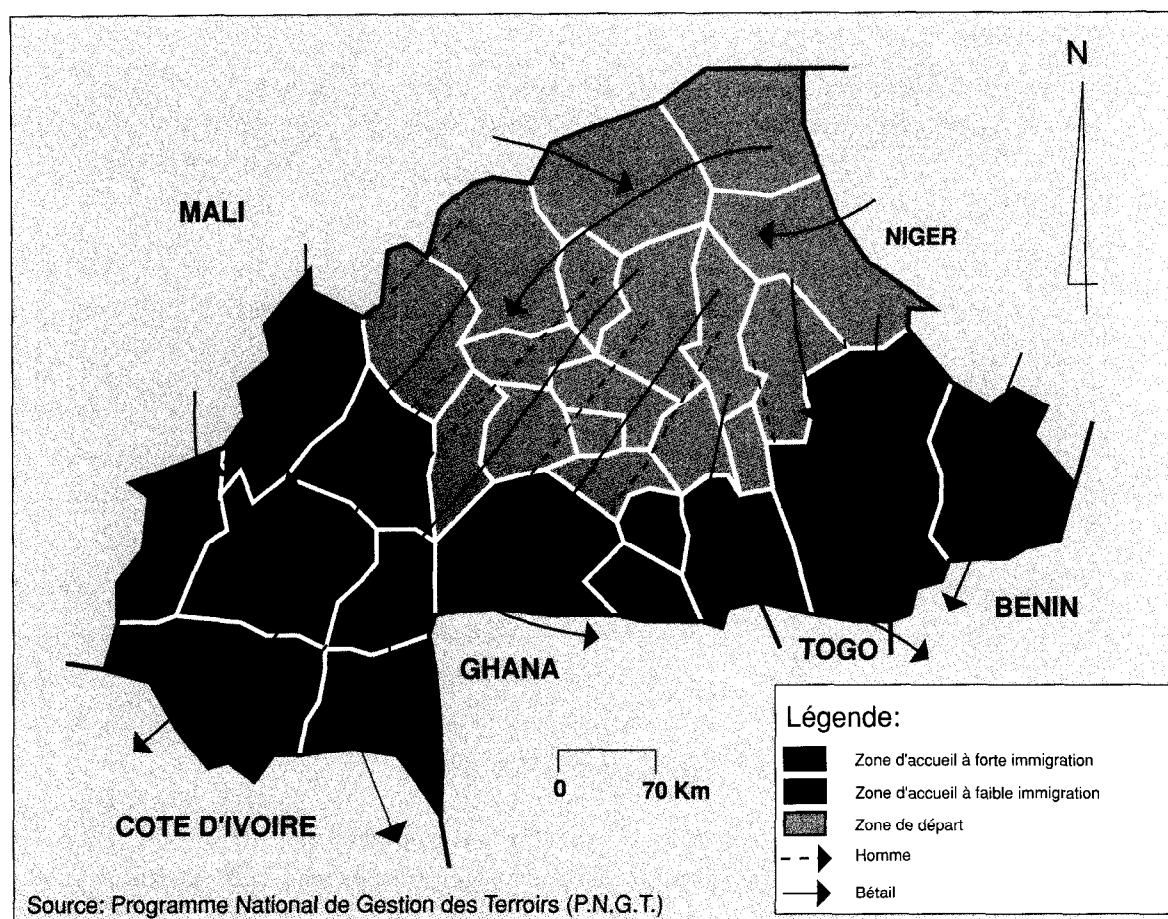 N
MALI
NIGER
BENIN
TOGO
GHANA
COTE D'IVOIRE
0 70 Km
Légende:
Zone d'accueil à forte immigration
Zone d'accueil à faible immigration
Zone de départ
Homme
Bétail
Source: Programme National de Gestion des Terroirs (P.N.G.T.)